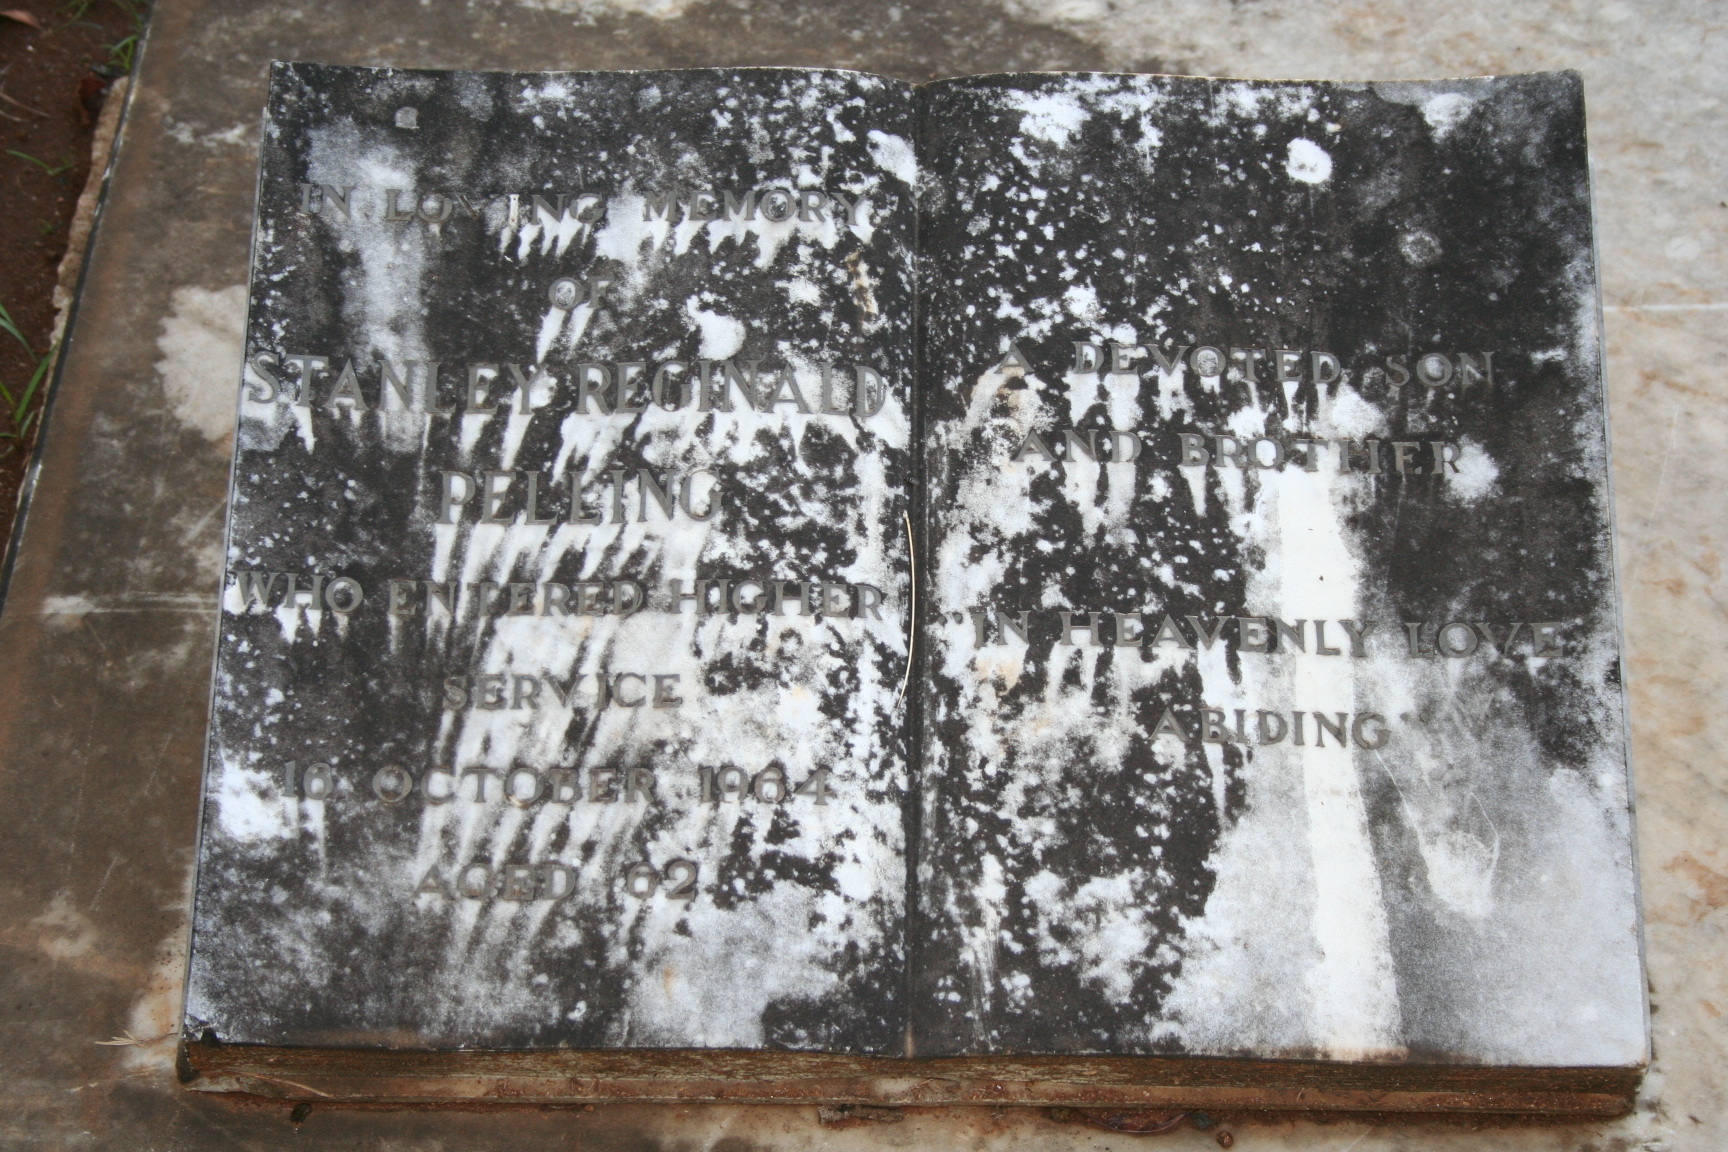 IN LOVING MEMORY
OF
STANLEY REGINALD
PELLING
WHO ENTERED HIGHER
SERVICE
16 OCTOBER 1964
AGED 62
A DEVOTED SON
AND BROTHER
"IN HEAVENLY LOVE
ABIDING"